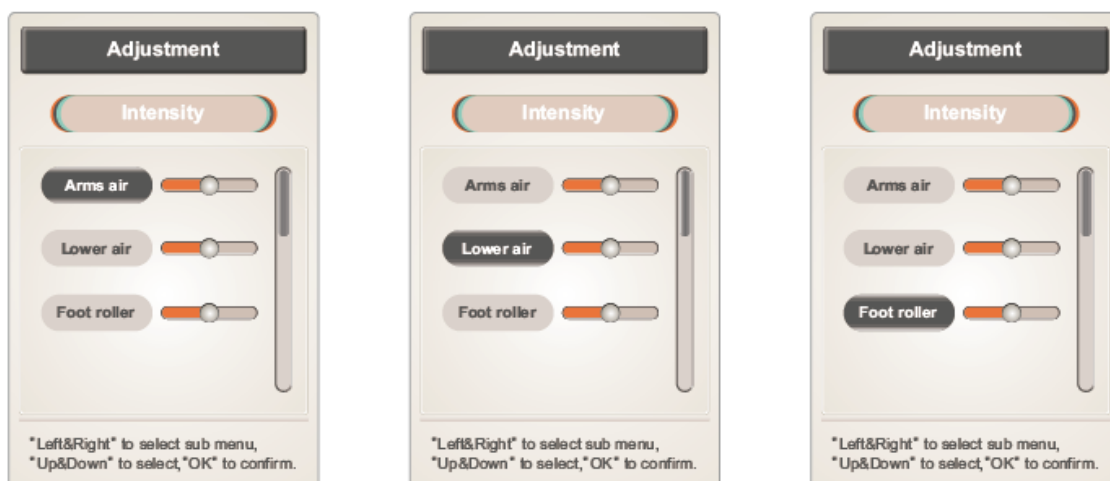 Adjustment
Intensity
Arms air
Lower air
Foot roller
"Left&Right" to select sub menu,
"Up&Down" to select,"OK" to confirm.
Adjustment
Intensity
Arms air
Lower air
Foot roller
"Left&Right" to select sub menu,
"Up&Down" to select,"OK" to confirm.
Adjustment
Intensity
Arms air
Lower air
Foot roller
"Left&Right" to select sub menu,
"Up&Down" to select,"OK" to confirm.